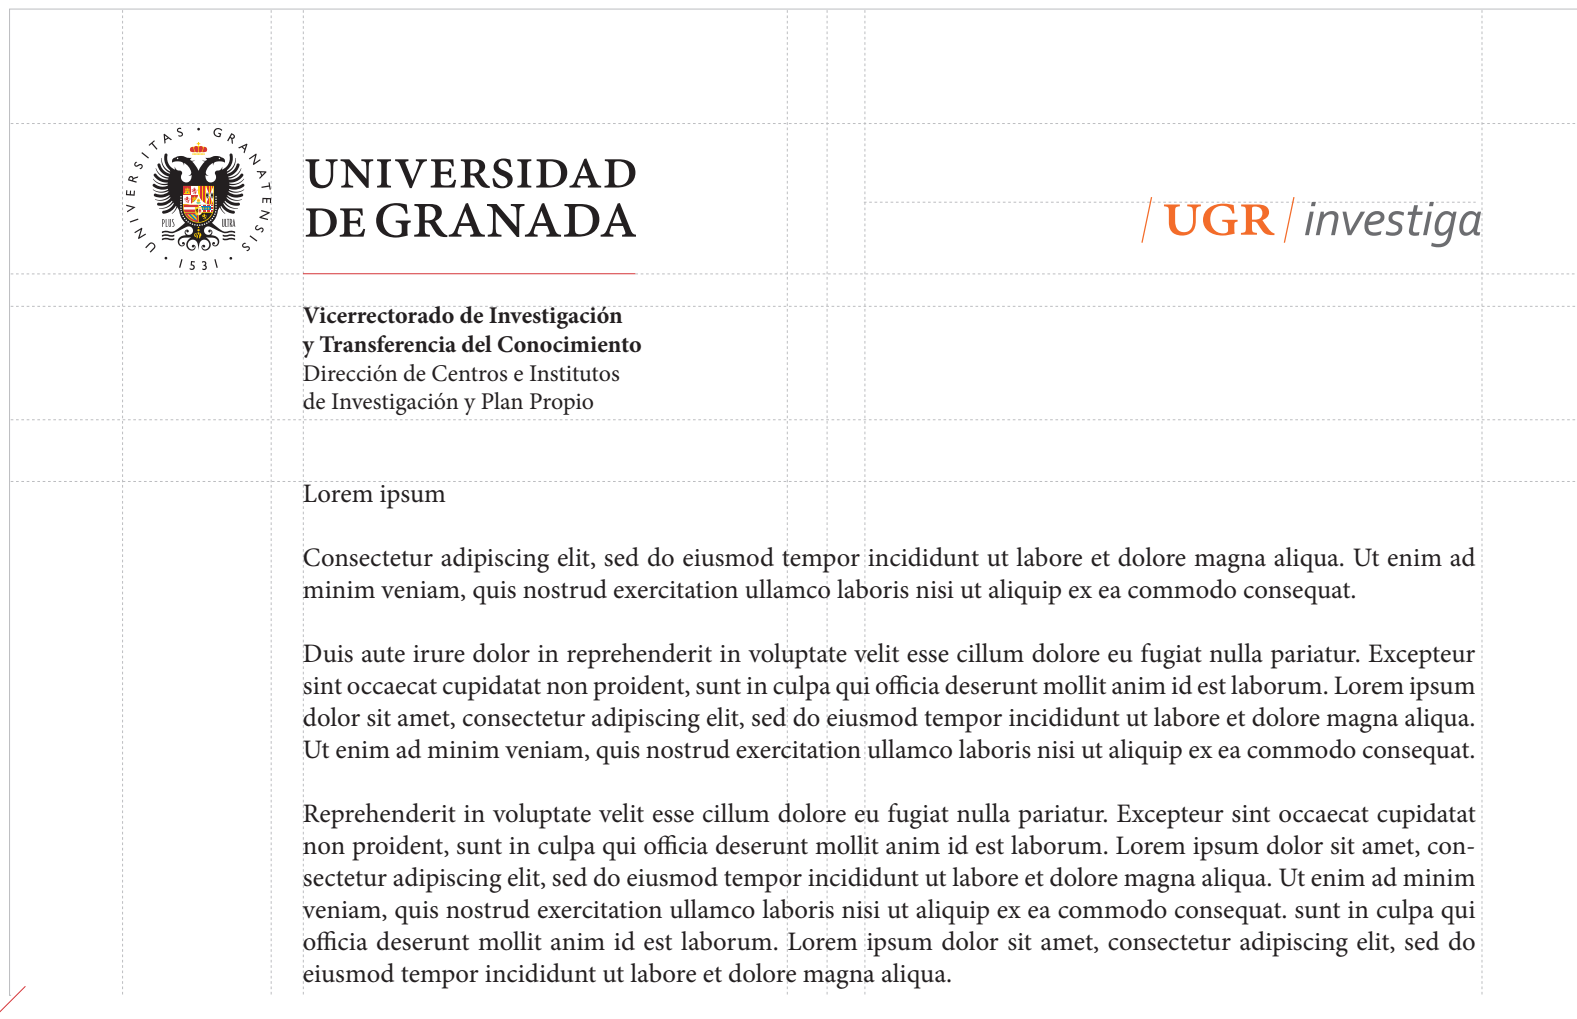 UNIVERSITAS · GRANATENSIS · 1531 ·
PLUS ULTRA
UNIVERSIDAD
DE GRANADA
/ UGR / investiga
Vicerrectorado de Investigación
y Transferencia del Conocimiento
Dirección de Centros e Institutos
de Investigación y Plan Propio
Lorem ipsum
Consectetur adipiscing elit, sed do eiusmod tempor incididunt ut labore et dolore magna aliqua. Ut enim ad
minim veniam, quis nostrud exercitation ullamco laboris nisi ut aliquip ex ea commodo consequat.
Duis aute irure dolor in reprehenderit in voluptate velit esse cillum dolore eu fugiat nulla pariatur. Excepteur
sint occaecat cupidatat non proident, sunt in culpa qui officia deserunt mollit anim id est laborum. Lorem ipsum
dolor sit amet, consectetur adipiscing elit, sed do eiusmod tempor incididunt ut labore et dolore magna aliqua.
Ut enim ad minim veniam, quis nostrud exercitation ullamco laboris nisi ut aliquip ex ea commodo consequat.
Reprehenderit in voluptate velit esse cillum dolore eu fugiat nulla pariatur. Excepteur sint occaecat cupidatat
non proident, sunt in culpa qui officia deserunt mollit anim id est laborum. Lorem ipsum dolor sit amet, con-
sectetur adipiscing elit, sed do eiusmod tempor incididunt ut labore et dolore magna aliqua. Ut enim ad minim
veniam, quis nostrud exercitation ullamco laboris nisi ut aliquip ex ea commodo consequat. sunt in culpa qui
officia deserunt mollit anim id est laborum. Lorem ipsum dolor sit amet, consectetur adipiscing elit, sed do
eiusmod tempor incididunt ut labore et dolore magna aliqua.